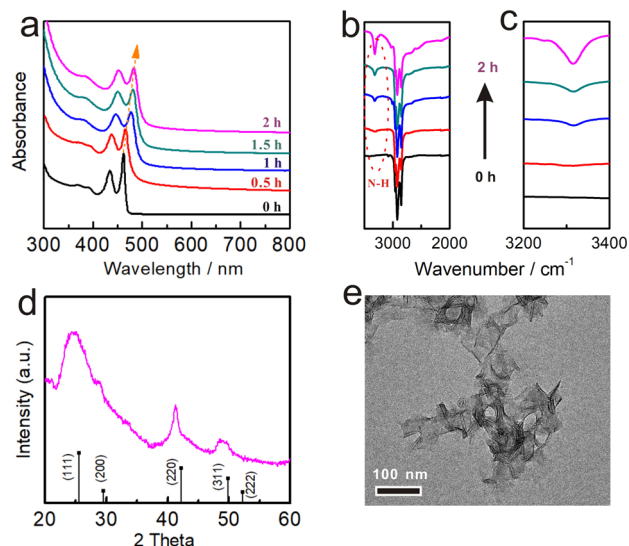 a
Absorbance
2 h
1.5 h
1 h
0.5 h
0 h
300 400 500 600 700 800
Wavelength / nm
b
N-H
3000 2000
2 h
0 h
c
3200 3400
Wavenumber / cm⁻¹
d
Intensity (a.u.)
(111)
(200)
(220)
(311)
(222)
20 30 40 50 60
2 Theta
e
100 nm